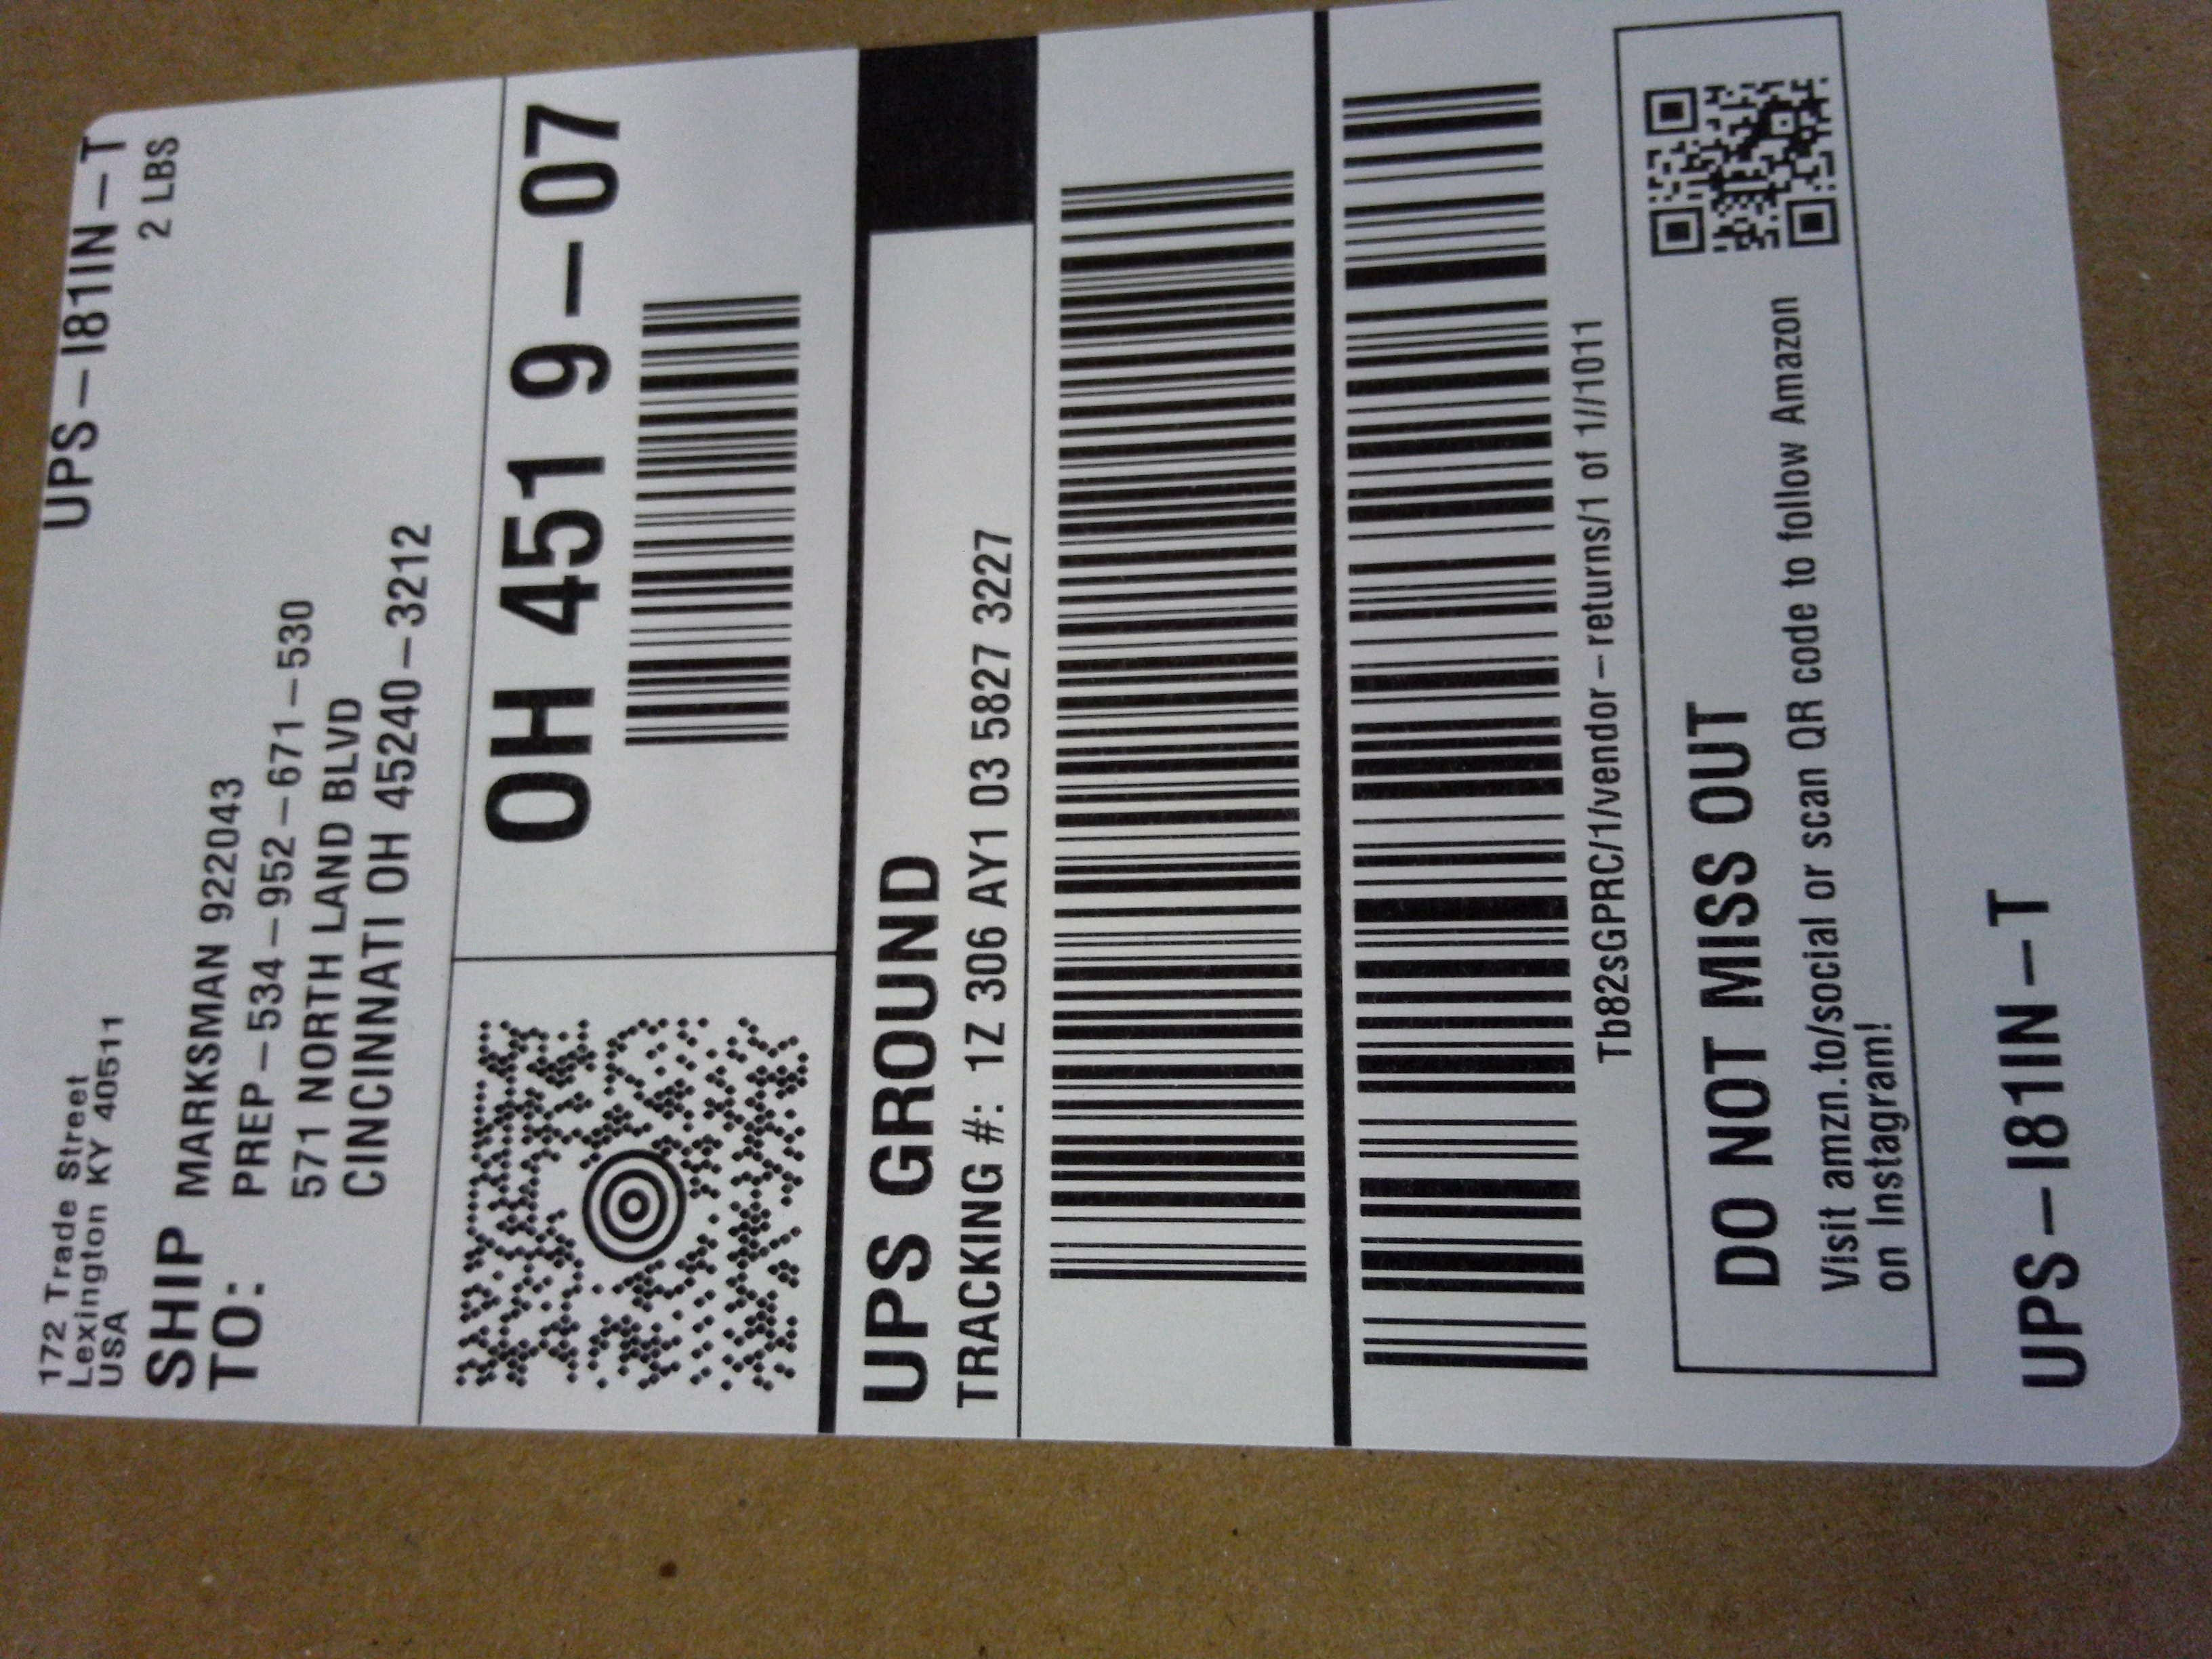 UPS-I81IN-T
2 LBS
172 Trade Street
Lexington KY 40511
USA
SHIP TO:
MARKSMAN 922043
PREP-534-952-671-530
571 NORTH LAND BLVD
CINCINNATI OH 45240-3212
OH 451 9-07
UPS GROUND
TRACKING #: 1Z 306 AY1 03 5827 3227
Tb82sGPRC/1/vendor-returns/1 of 1//1011
DO NOT MISS OUT
Visit amzn.to/social or scan QR code to follow Amazon
on Instagram!
UPS-I81IN-T